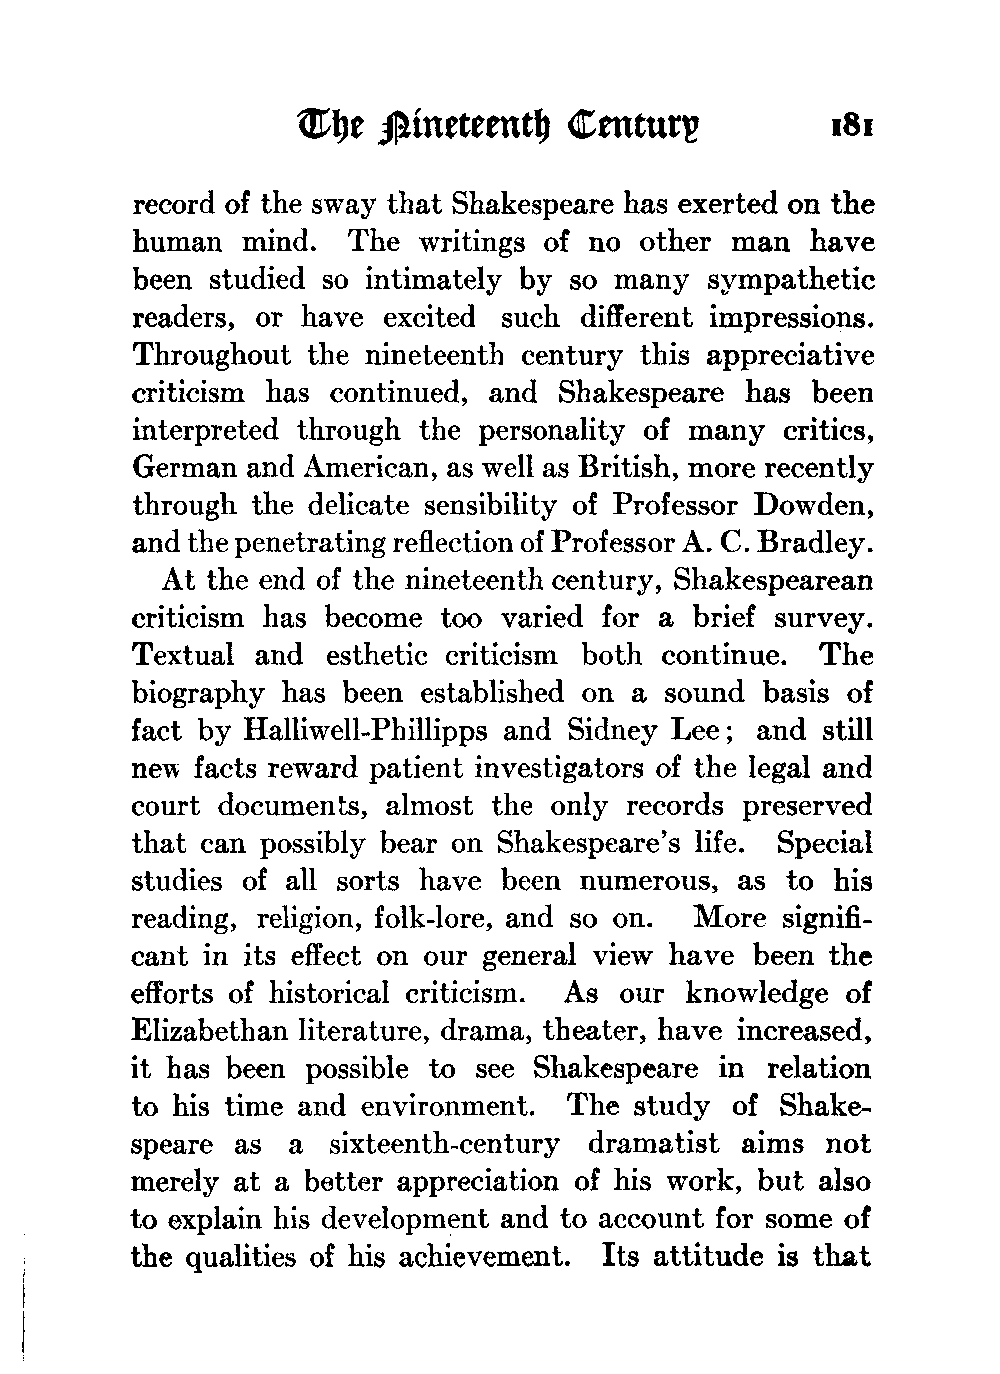 The Nineteenth Century 181
record of the sway that Shakespeare has exerted on the
human mind. The writings of no other man have
been studied so intimately by so many sympathetic
readers, or have excited such different impressions.
Throughout the nineteenth century this appreciative
criticism has continued, and Shakespeare has been
interpreted through the personality of many critics,
German and American, as well as British, more recently
through the delicate sensibility of Professor Dowden,
and the penetrating reflection of Professor A. C. Bradley.
At the end of the nineteenth century, Shakespearean
criticism has become too varied for a brief survey.
Textual and esthetic criticism both continue. The
biography has been established on a sound basis of
fact by Halliwell-Phillipps and Sidney Lee; and still
new facts reward patient investigators of the legal and
court documents, almost the only records preserved
that can possibly bear on Shakespeare's life. Special
studies of all sorts have been numerous, as to his
reading, religion, folk-lore, and so on. More signifi-
cant in its effect on our general view have been the
efforts of historical criticism. As our knowledge of
Elizabethan literature, drama, theater, have increased,
it has been possible to see Shakespeare in relation
to his time and environment. The study of Shake-
speare as a sixteenth-century dramatist aims not
merely at a better appreciation of his work, but also
to explain his development and to account for some of
the qualities of his achievement. Its attitude is that